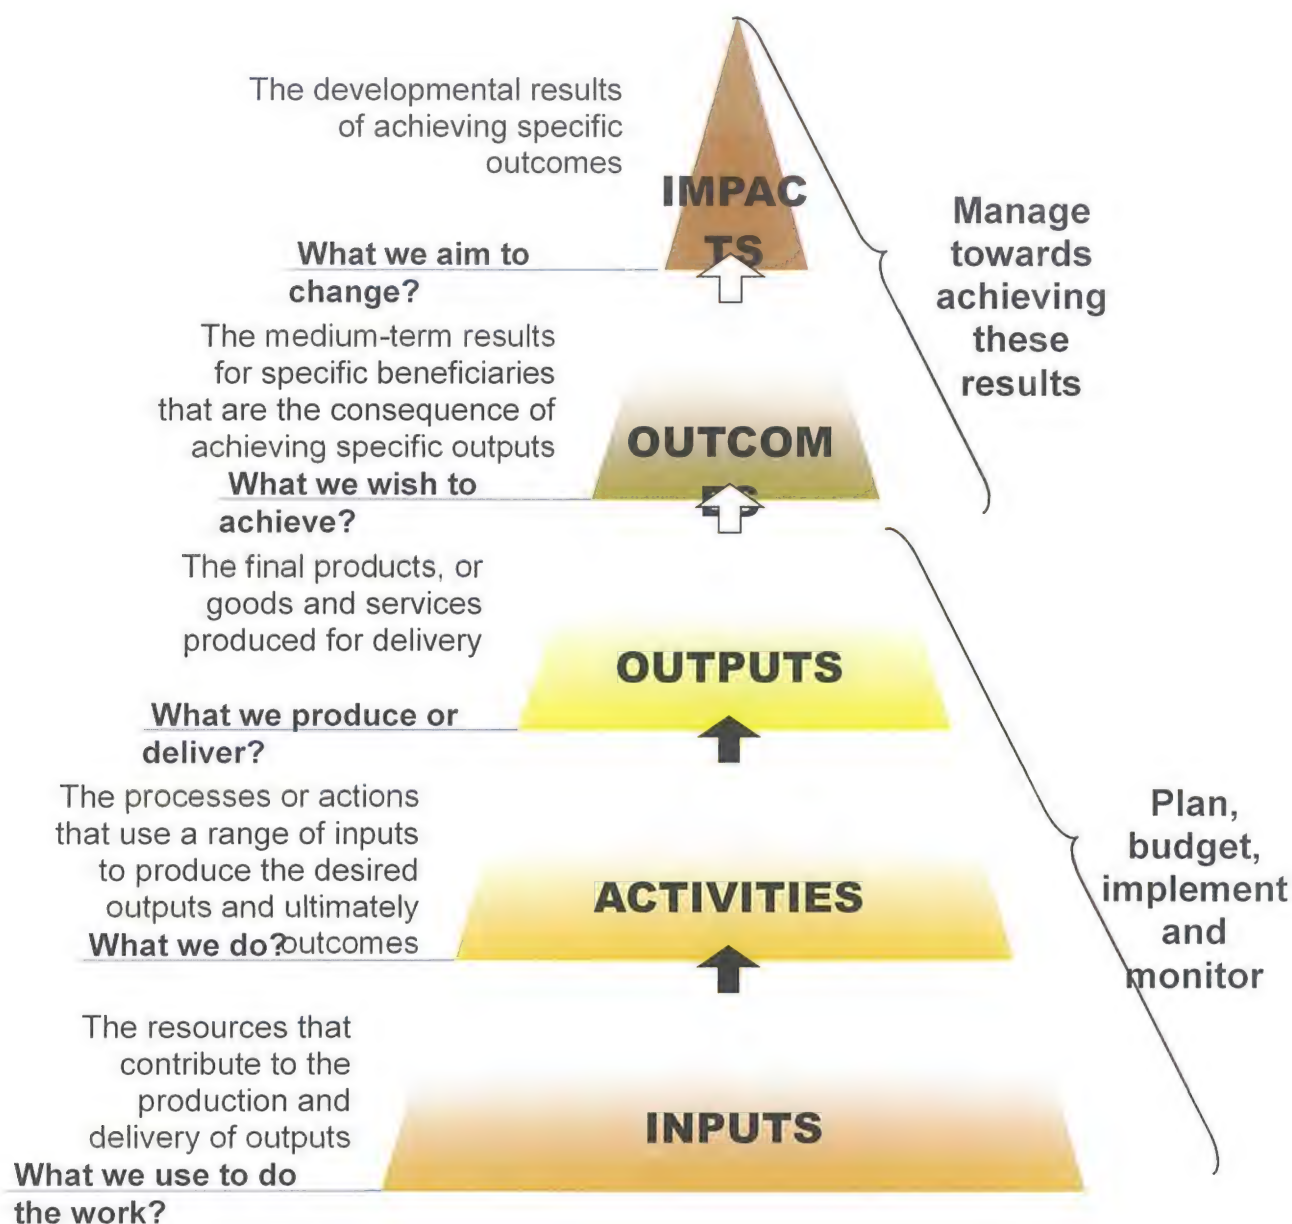 The developmental results
of achieving specific
outcomes
IMPAC
TS
What we aim to
change?
Manage
towards
achieving
these
results
The medium-term results
for specific beneficiaries
that are the consequence of
achieving specific outputs
OUTCOM
ES
What we wish to
achieve?
The final products, or
goods and services
produced for delivery
OUTPUTS
What we produce or
deliver?
The processes or actions
that use a range of inputs
to produce the desired
outputs and ultimately
outcomes
What we do?
ACTIVITIES
Plan,
budget,
implement
and
monitor
The resources that
contribute to the
production and
delivery of outputs
INPUTS
What we use to do
the work?